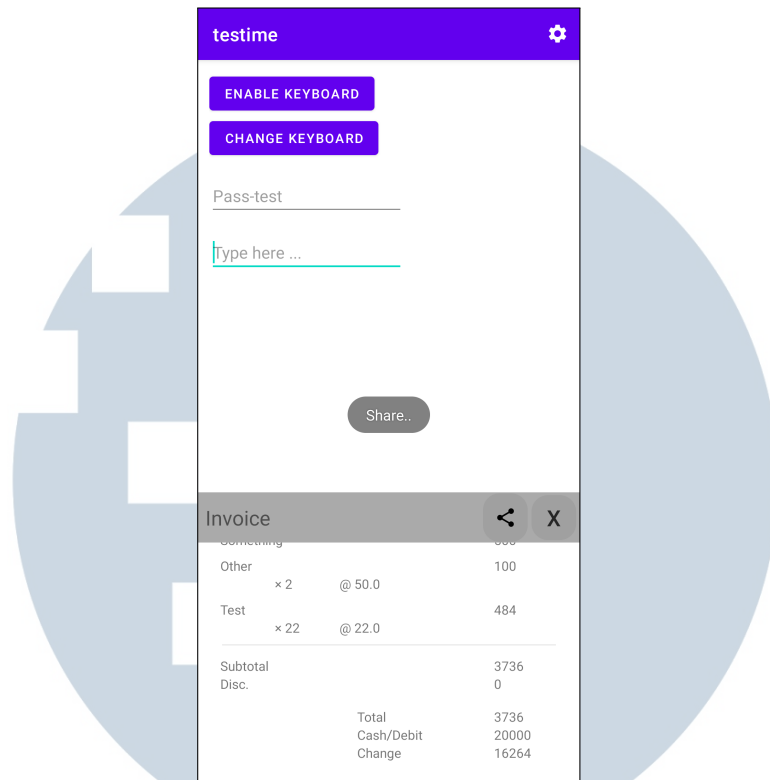 testime
ENABLE KEYBOARD
CHANGE KEYBOARD
Pass-test
Type here ...
Share..
Invoice X
Something
Other 100
× 2 @ 50.0
Test 484
× 22 @ 22.0
Subtotal 3736
Disc. 0
Total 3736
Cash/Debit 20000
Change 16264